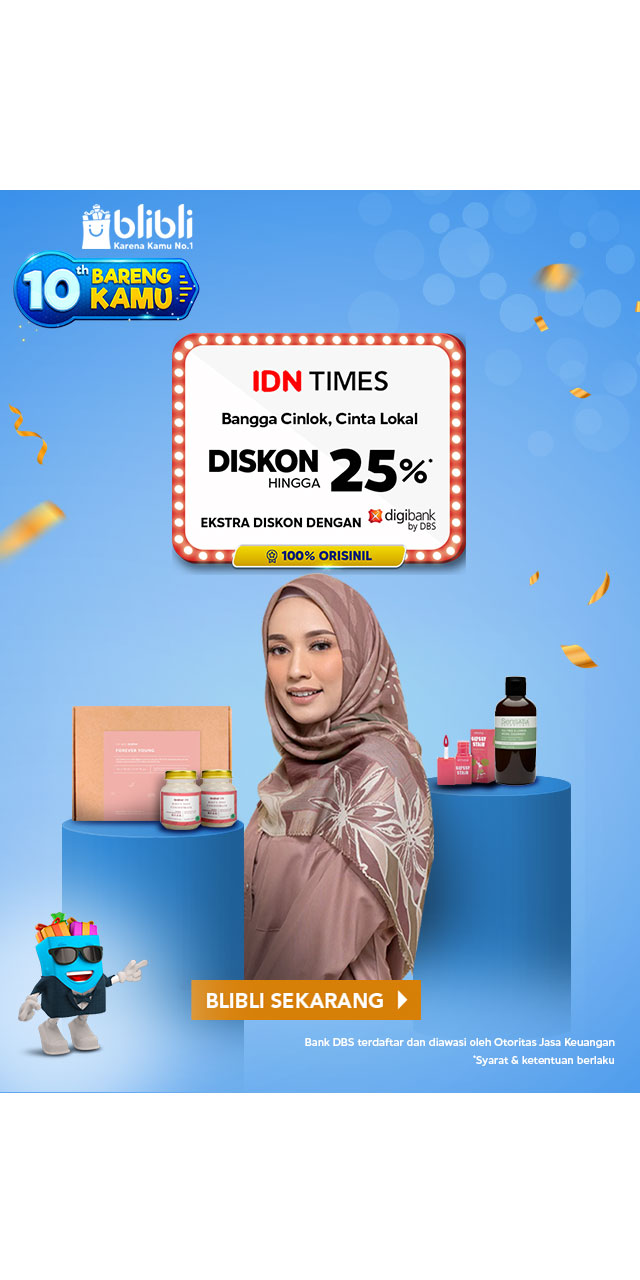 blibli
Karena Kamu No.1
10th BARENG
KAMU
IDN TIMES
Bangga Cinlok, Cinta Lokal
DISKON
HINGGA
25%*
EKSTRA DISKON DENGAN
digibank
by DBS
100% ORISINIL
FOREVER YOUNG
GLOSSY
STAIN
BLIBLI SEKARANG
Bank DBS terdaftar dan diawasi oleh Otoritas Jasa Keuangan
*Syarat & ketentuan berlaku